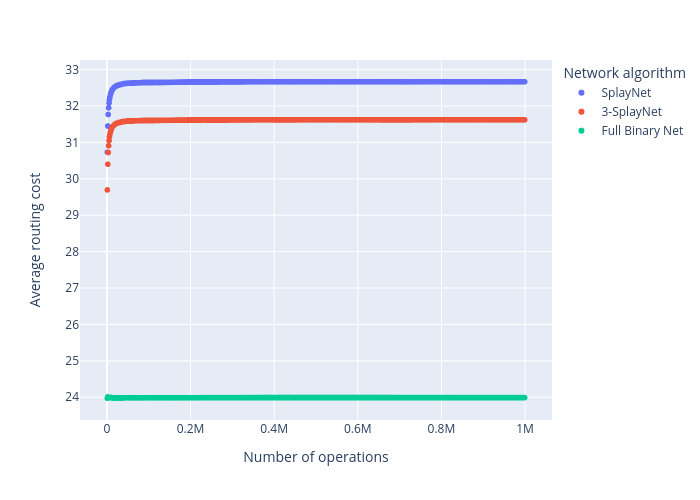 Network algorithm
SplayNet
3-SplayNet
Full Binary Net
Average routing cost
33
32
31
30
29
28
27
26
25
24
0
0.2M
0.4M
0.6M
0.8M
1M
Number of operations